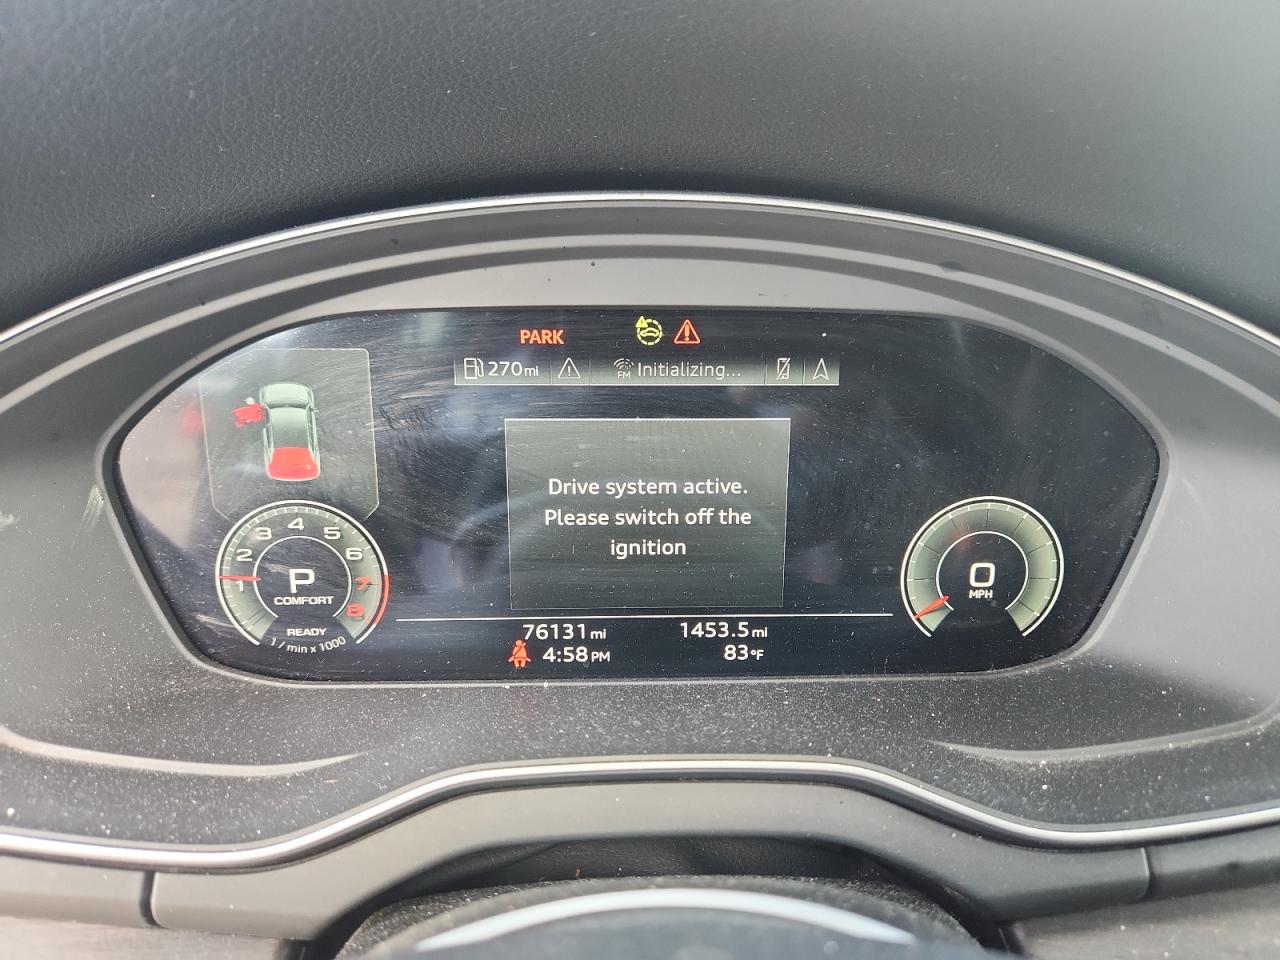 PARK
270mi
FM Initializing...
Drive system active.
Please switch off the
ignition
1 2 3 4 5 6 7 8
P
COMFORT
READY
1 / min x 1000
0
MPH
76131 mi
1453.5 mi
4:58 PM
83°F